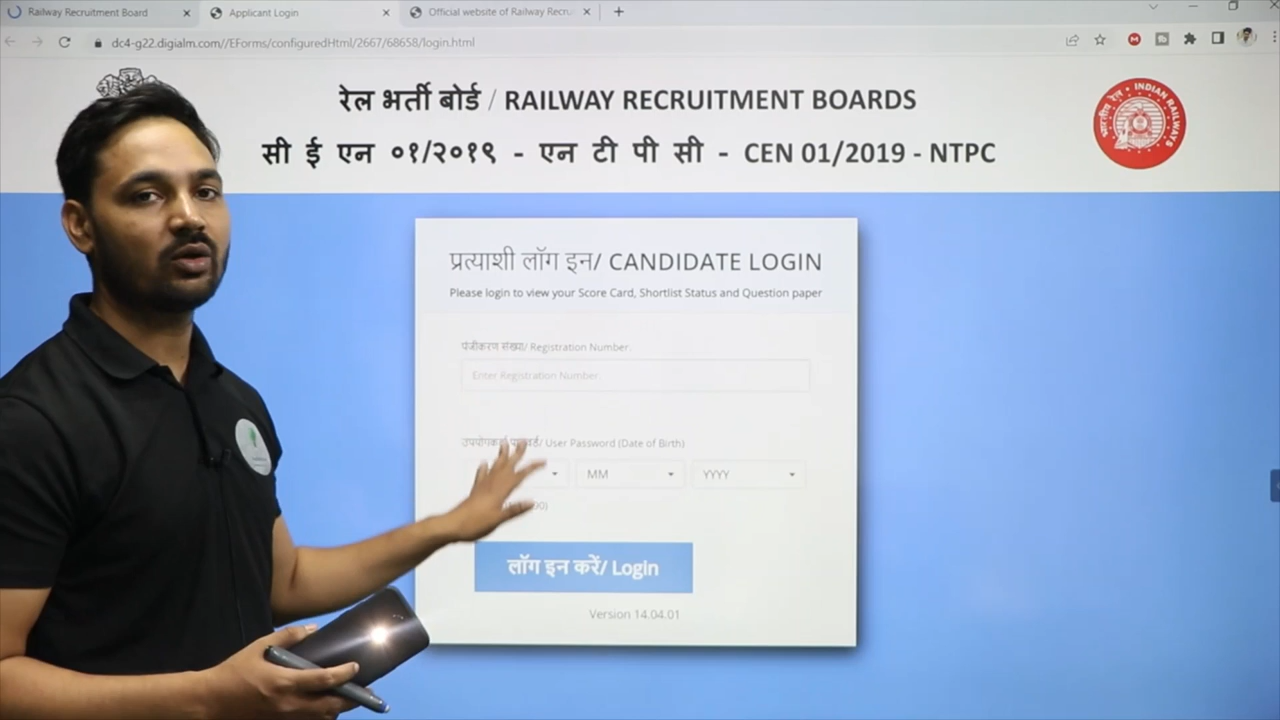 Railway Recruitment Board
Applicant Login
Official website of Railway Recru
dc4-g22.digialm.com//EForms/configuredHtml/2667/68658/login.html
रेल भर्ती बोर्ड / RAILWAY RECRUITMENT BOARDS
सी ई एन ०१/२०१९ - एन टी पी सी - CEN 01/2019 - NTPC
भारतीय रेल INDIAN RAILWAYS
प्रत्याशी लॉग इन/ CANDIDATE LOGIN
Please login to view your Score Card, Shortlist Status and Question paper
पंजीकरण संख्या/ Registration Number.
Enter Registration Number
User Password (Date of Birth)
MM
YYYY
लॉग इन करें/ Login
Version 14.04.01